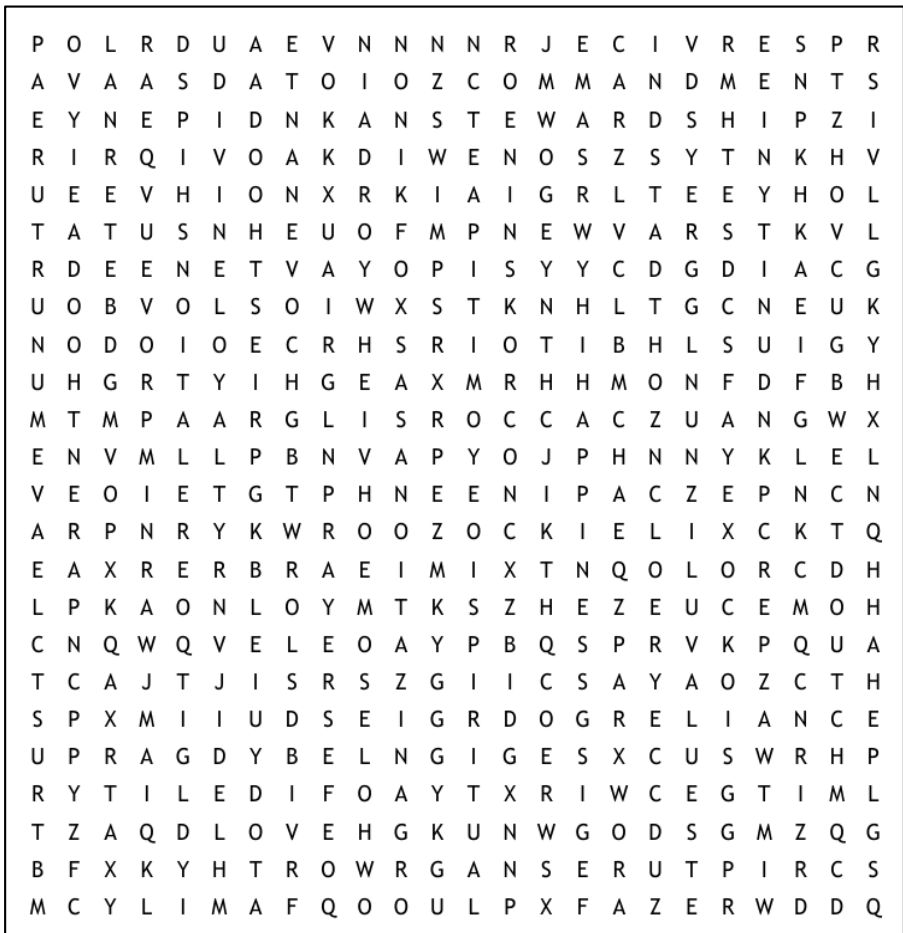 P O L R D U A E V N N N N R J E C I V R E S P R
A V A A S D A T O I O Z C O M M A N D M E N T S
E Y N E P I D N K A N S T E W A R D S H I P Z I
R I R Q I V O A K D I W E N O S Z S Y T N K H V
U E E V H I O N X R K I A I G R L T E E Y H O L
T A T U S N H E U O F M P N E W V A R S T K V L
R D E E N E T V A Y O P I S Y Y C D G D I A C G
U O B V O L S O I W X S T K N H L T G C N E U K
N O D O I O E C R H S R I O T I B H L S U I G Y
U H G R T Y I H G E A X M R H H M O N F D F B H
M T M P A A R G L I S R O C C A C Z U A N G W X
E N V M L L P B N V A P Y O J P H N N Y K L E L
V E O I E T G T P H N E E N I P A C Z E P N C N
A R P N R Y K W R O O Z O C K I E L I X C K T Q
E A X R E R B R A E I M I X T N Q O L O R C D H
L P K A O N L O Y M T K S Z H E Z E U C E M O H
C N Q W Q V E L E O A Y P B Q S P R V K P Q U A
T C A J T J I S R S Z G I I C S A Y A O Z C T H
S P X M I I U D S E I G R D O G R E L I A N C E
U P R A G D Y B E L N G I G E S X C U S W R H P
R Y T I L E D I F O A Y T X R I W C E G T I M L
T Z A Q D L O V E H G K U N W G O D S G M Z Q G
B F X K Y H T R O W R G A N S E R U T P I R C S
M C Y L I M A F Q O O U L P X F A Z E R W D D Q